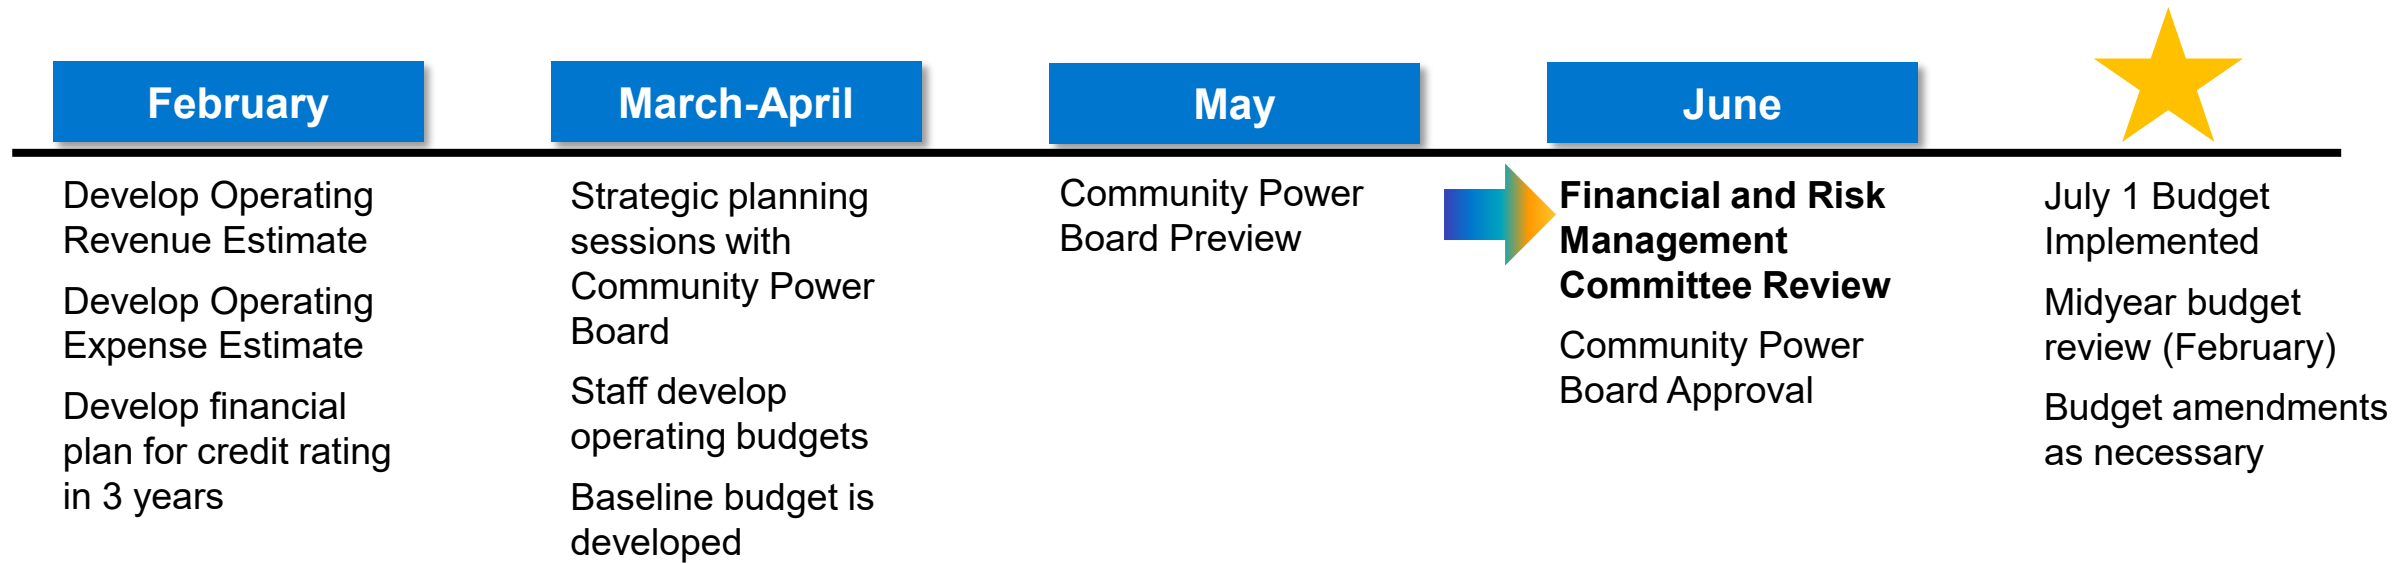 February
Develop Operating
Revenue Estimate
Develop Operating
Expense Estimate
Develop financial
plan for credit rating
in 3 years
March-April
Strategic planning
sessions with
Community Power
Board
Staff develop
operating budgets
Baseline budget is
developed
May
Community Power
Board Preview
June
Financial and Risk
Management
Committee Review
Community Power
Board Approval
July 1 Budget
Implemented
Midyear budget
review (February)
Budget amendments
as necessary